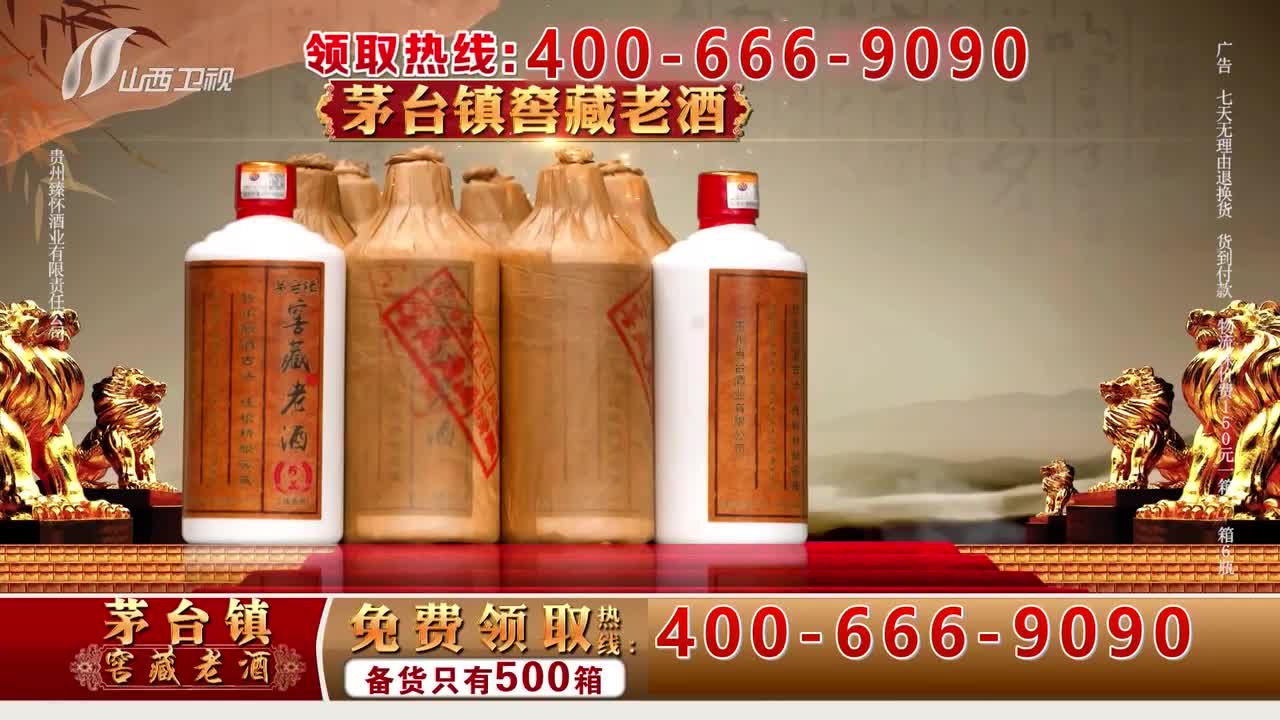 山西卫视
领取热线:400-666-9090
茅台镇窖藏老酒
贵州臻怀酒业有限责任公司
广告 七天无理由退换货 货到付款
160元一箱
一箱6瓶
窖藏老酒
茅台镇
窖藏老酒
免费领取热线:400-666-9090
备货只有500箱